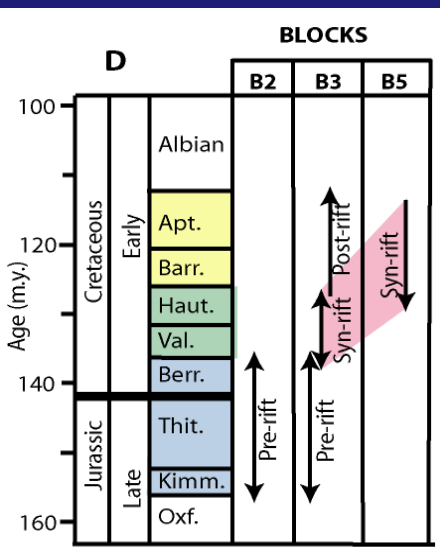 BLOCKS
D
B2 B3 B5
Age (m.y.)
100
120
140
160
Cretaceous
Jurassic
Early
Late
Albian
Apt.
Barr.
Haut.
Val.
Berr.
Thit.
Kimm.
Oxf.
Pre-rift
Pre-rift
Syn-rift
Post-rift
Syn-rift